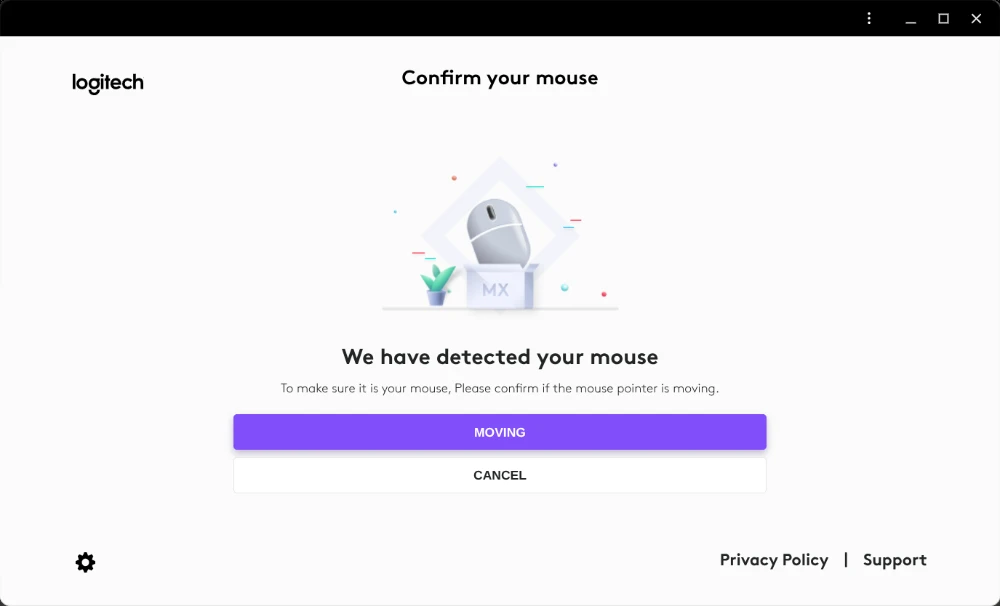 logitech
Confirm your mouse
MX
We have detected your mouse
To make sure it is your mouse, Please confirm if the mouse pointer is moving.
MOVING
CANCEL
Privacy Policy | Support